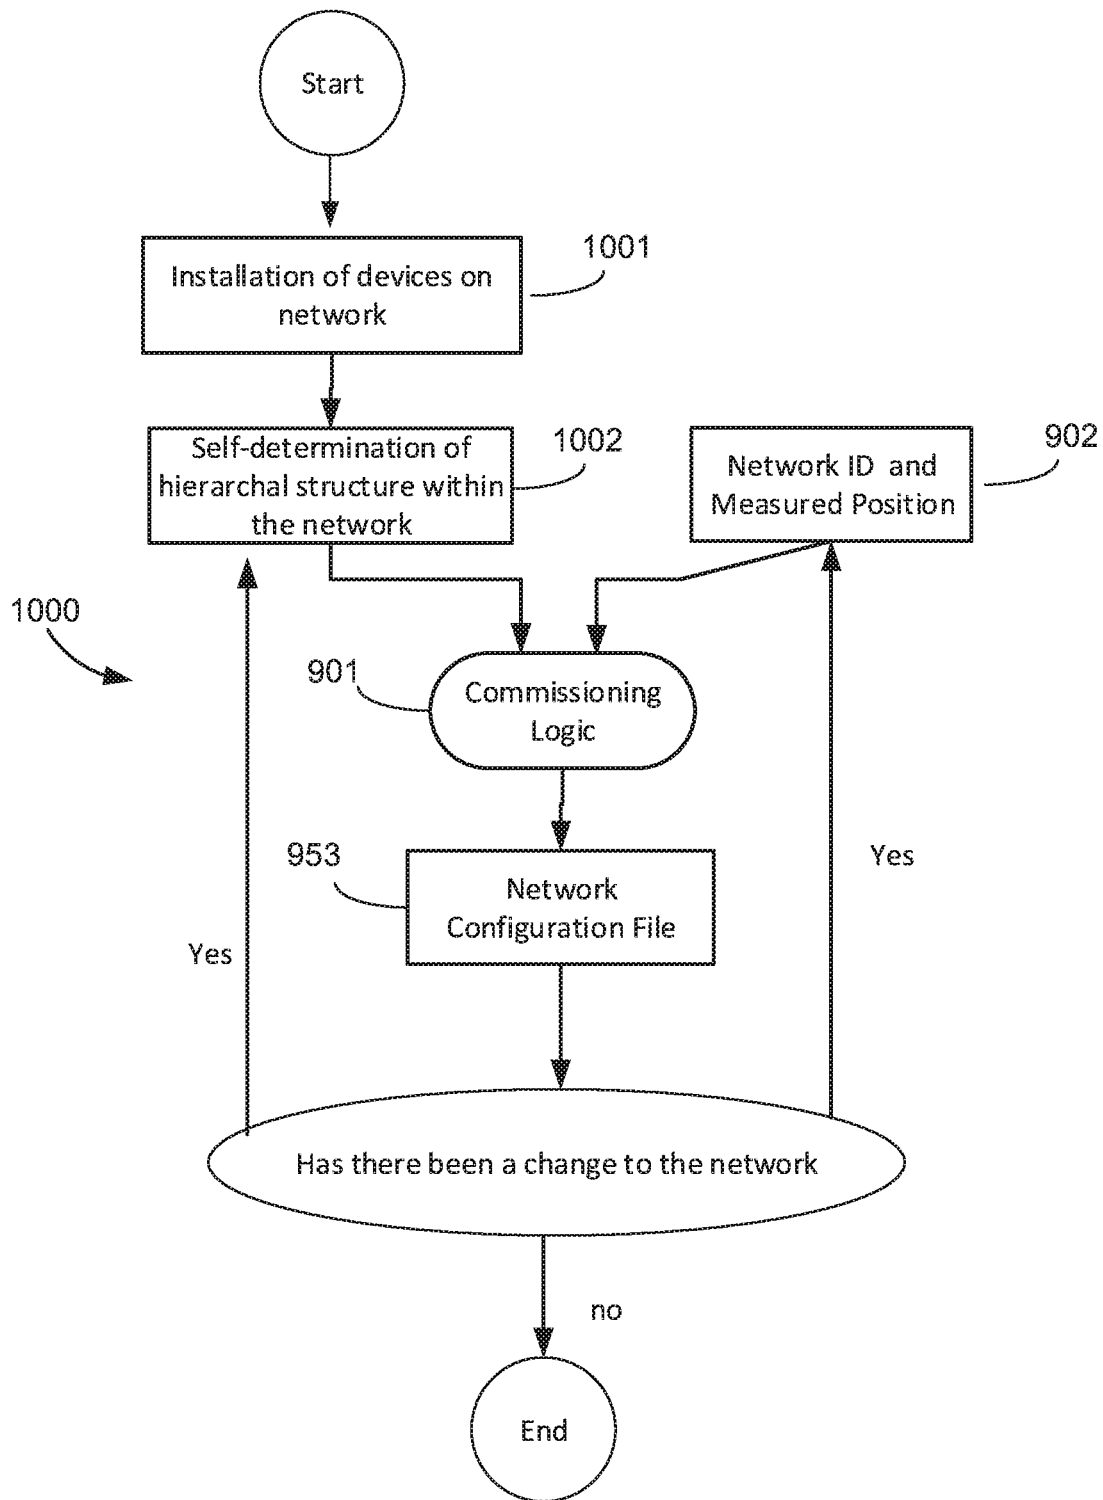 Start
1001
Installation of devices on
network
1002
Self-determination of
hierarchal structure within
the network
902
Network ID and
Measured Position
1000
901
Commissioning
Logic
953
Network
Configuration File
Yes
Yes
Has there been a change to the network
no
End